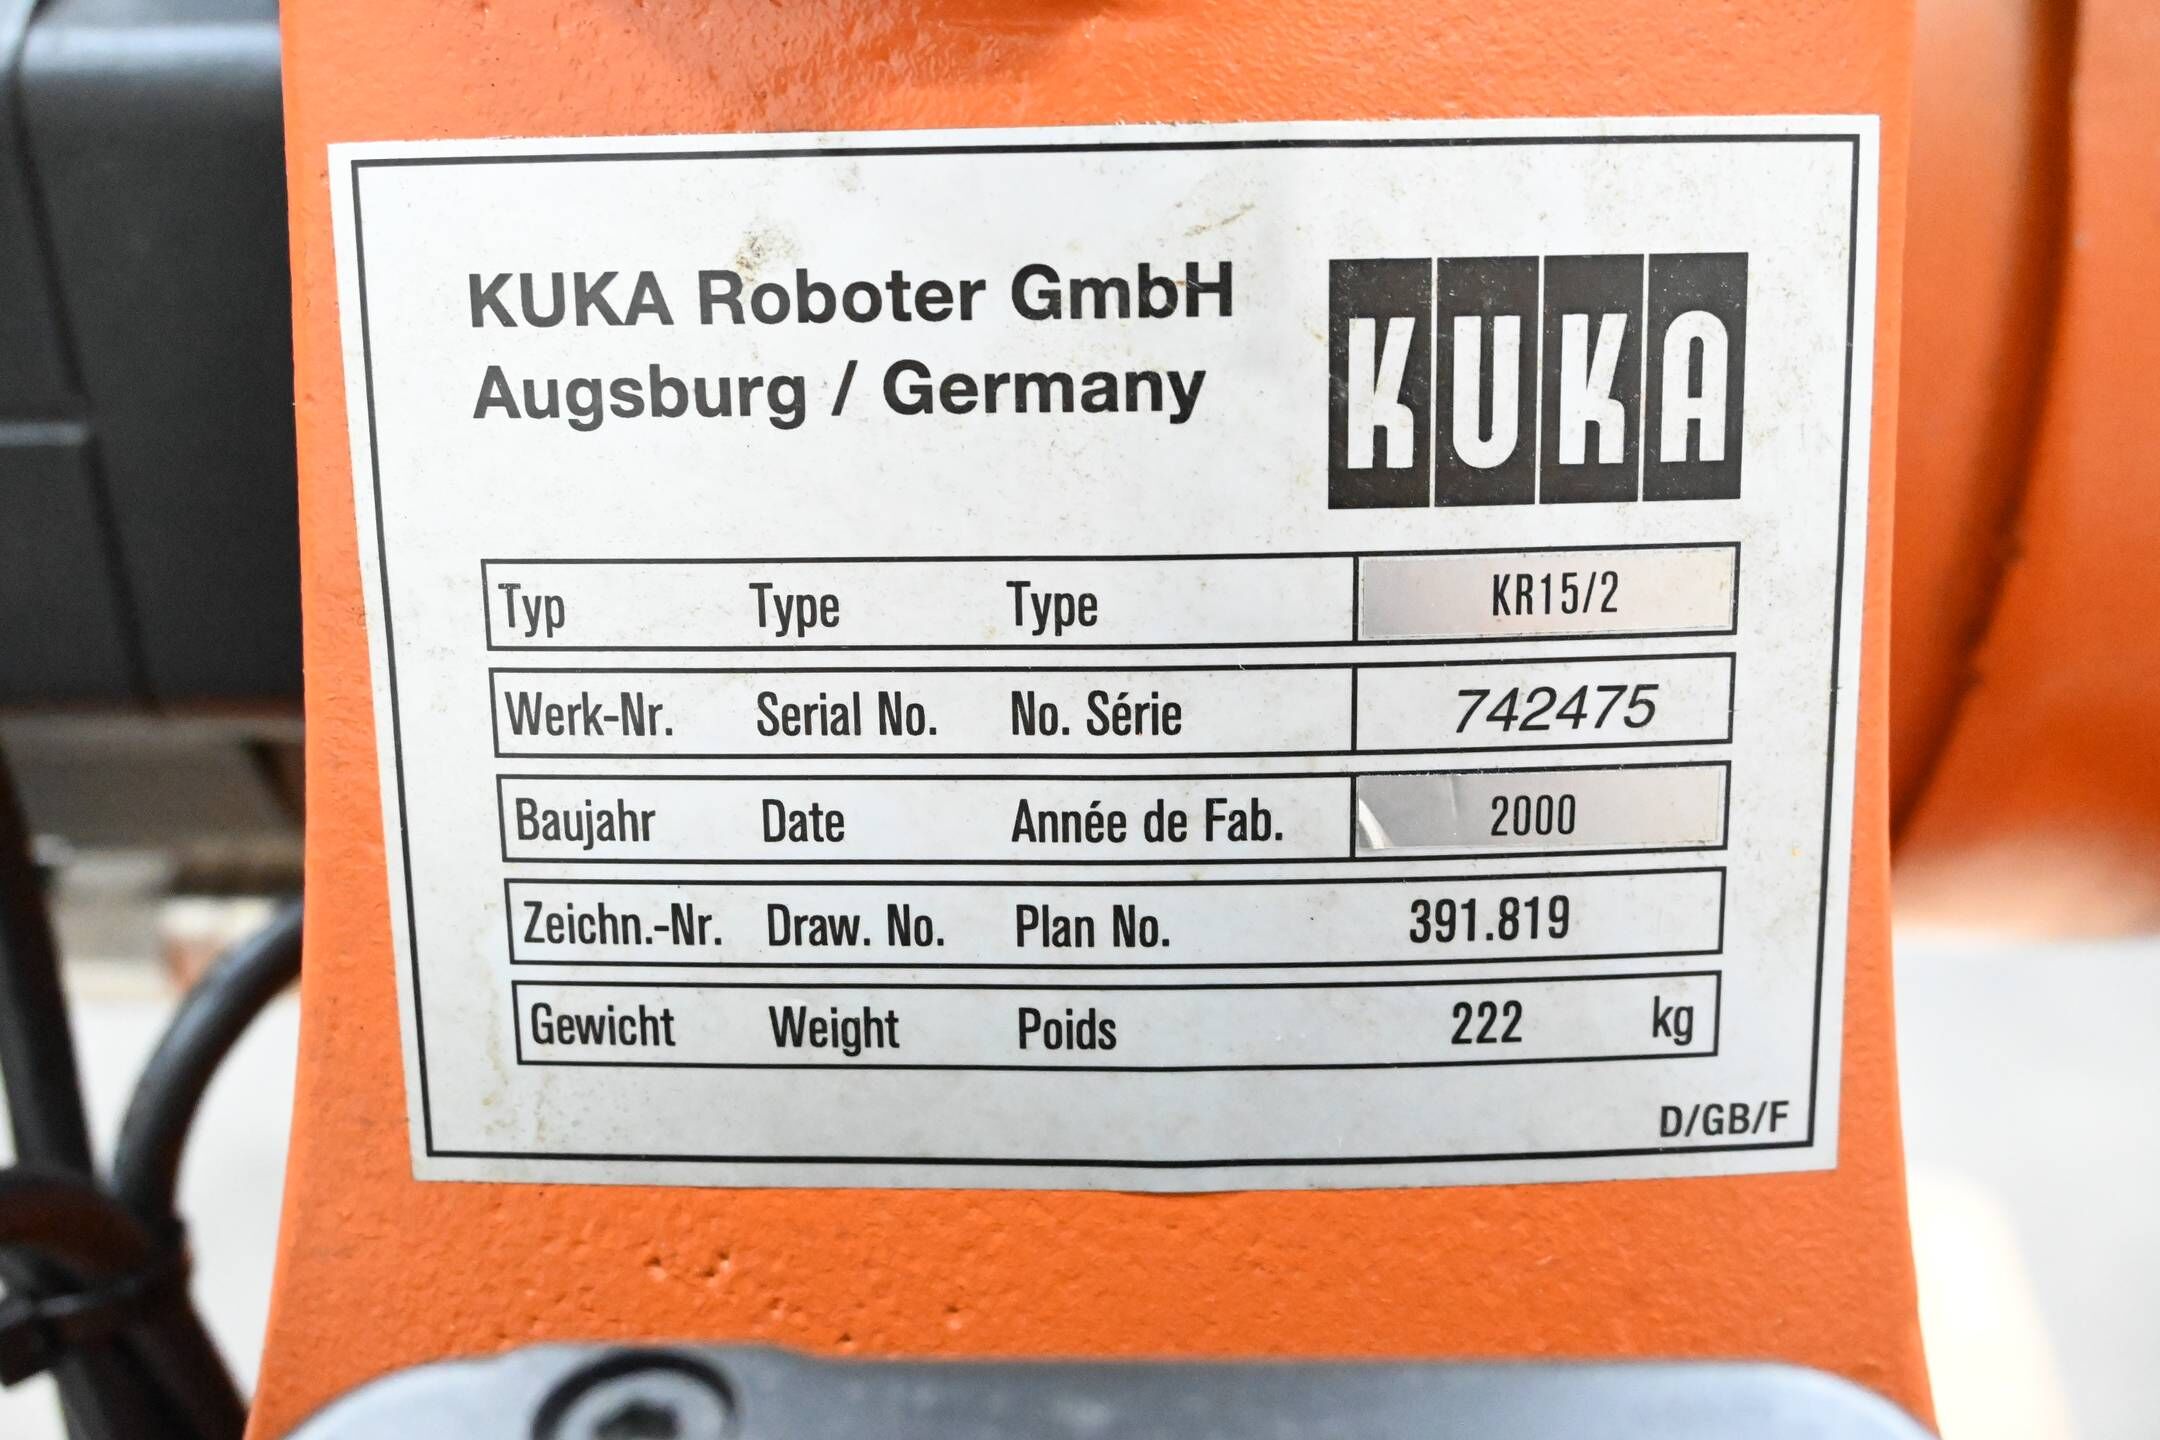 KUKA Roboter GmbH
Augsburg / Germany
KUKA
Typ Type Type KR15/2
Werk-Nr. Serial No. No. Série 742475
Baujahr Date Année de Fab. 2000
Zeichn.-Nr. Draw. No. Plan No. 391.819
Gewicht Weight Poids 222 kg
D/GB/F